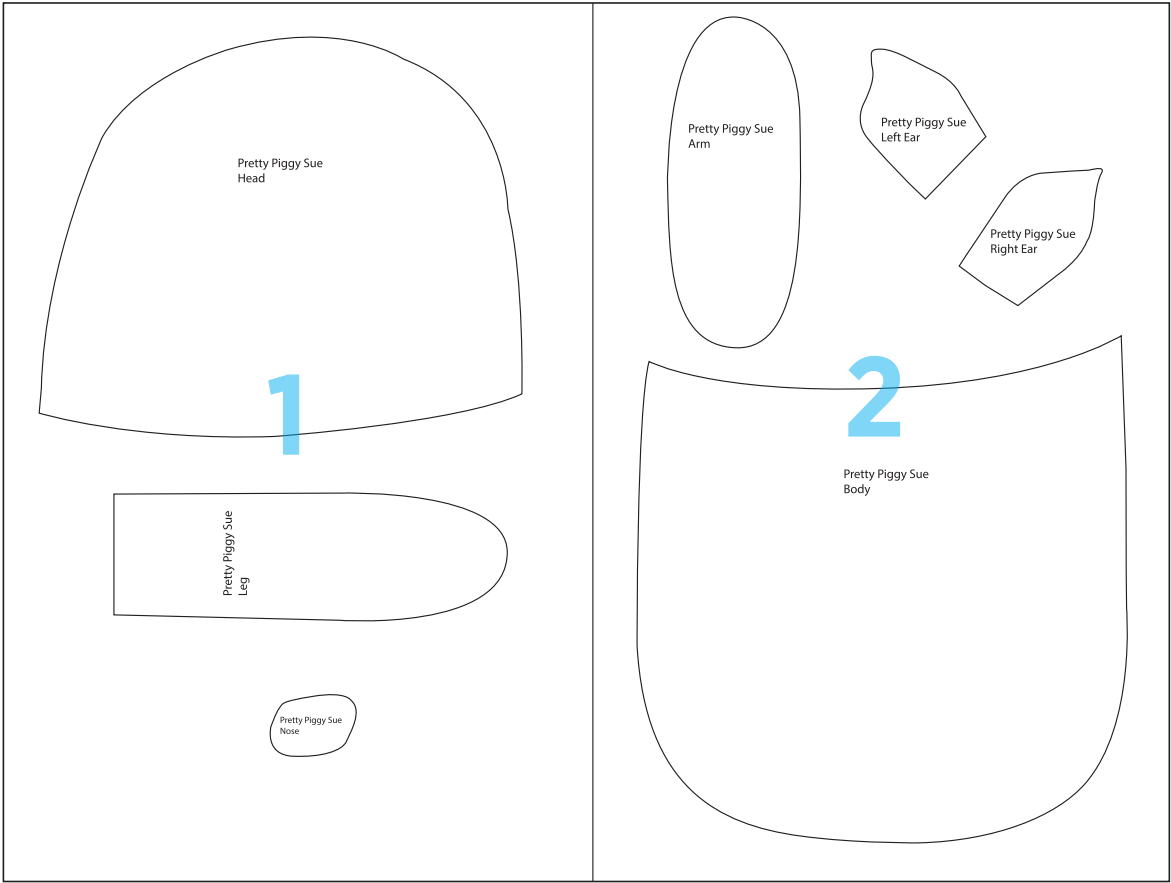 Pretty Piggy Sue
Head
1
Pretty Piggy Sue
Leg
Pretty Piggy Sue
Nose
Pretty Piggy Sue
Arm
Pretty Piggy Sue
Left Ear
Pretty Piggy Sue
Right Ear
2
Pretty Piggy Sue
Body